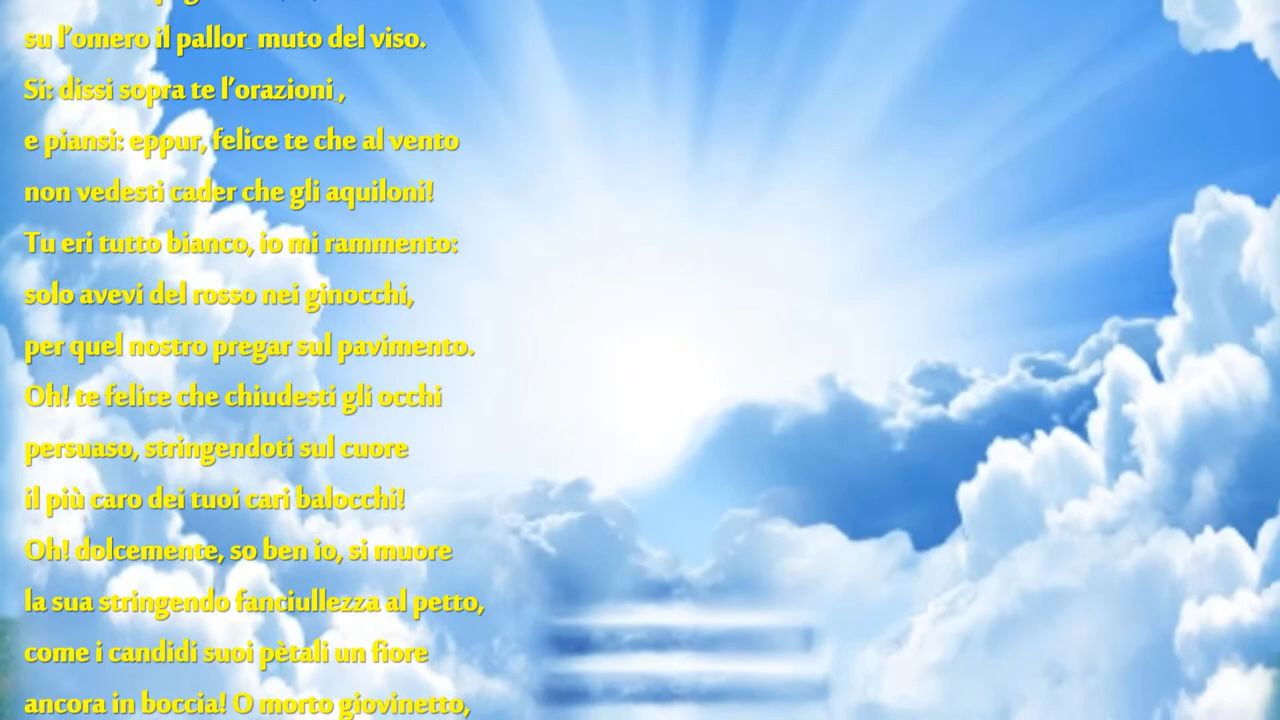 su l'omero il pallor muto del viso.
Si: dissi sopra te l'orazioni ,
e piansi: eppur, felice te che al vento
non vedesti cader che gli aquiloni!
Tu eri tutto bianco, io mi rammento:
solo avevi del rosso nei ginocchi,
per quel nostro pregar sul pavimento.
Oh! te felice che chiudesti gli occhi
persuaso, stringendoti sul cuore
il più caro dei tuoi cari balocchi!
Oh! dolcemente, so ben io, si muore
la sua stringendo fanciullezza al petto,
come i candidi suoi pètali un fiore
ancora in boccia! O morto giovinetto,